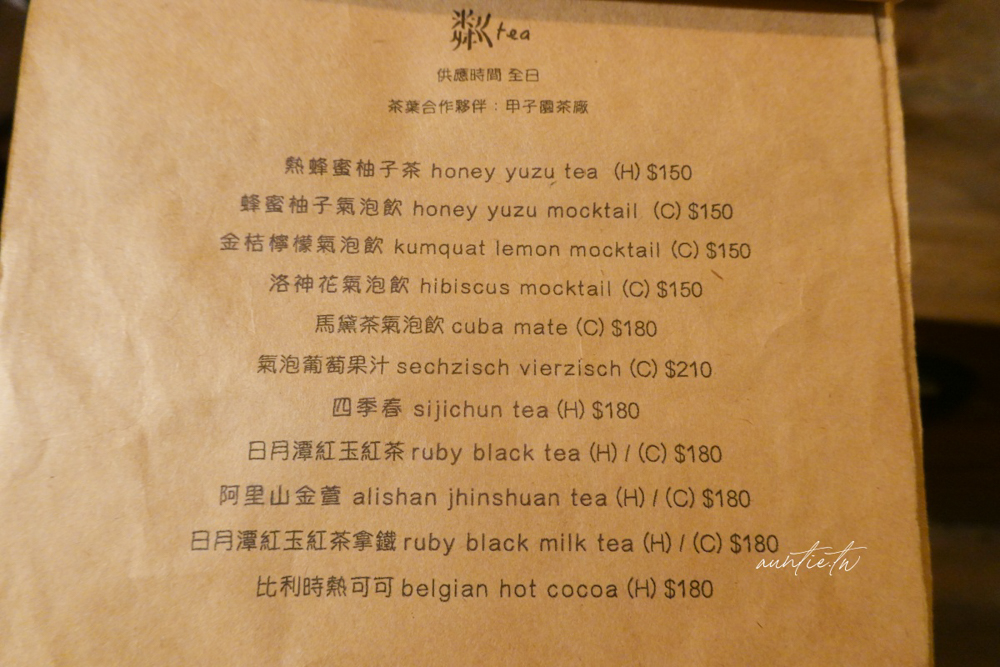 粼 tea
供應時間 全日
茶葉合作夥伴：甲子園茶廠
熱蜂蜜柚子茶 honey yuzu tea (H) $150
蜂蜜柚子氣泡飲 honey yuzu mocktail (C) $150
金桔檸檬氣泡飲 kumquat lemon mocktail (C) $150
洛神花氣泡飲 hibiscus mocktail (C) $150
馬黛茶氣泡飲 cuba mate (C) $180
氣泡葡萄果汁 sechzisch vierzisch (C) $210
四季春 sijichun tea (H) $180
日月潭紅玉紅茶 ruby black tea (H) / (C) $180
阿里山金萱 alishan jhinshuan tea (H) / (C) $180
日月潭紅玉紅茶拿鐵 ruby black milk tea (H) / (C) $180
auntie.tw
比利時熱可可 belgian hot cocoa (H) $180